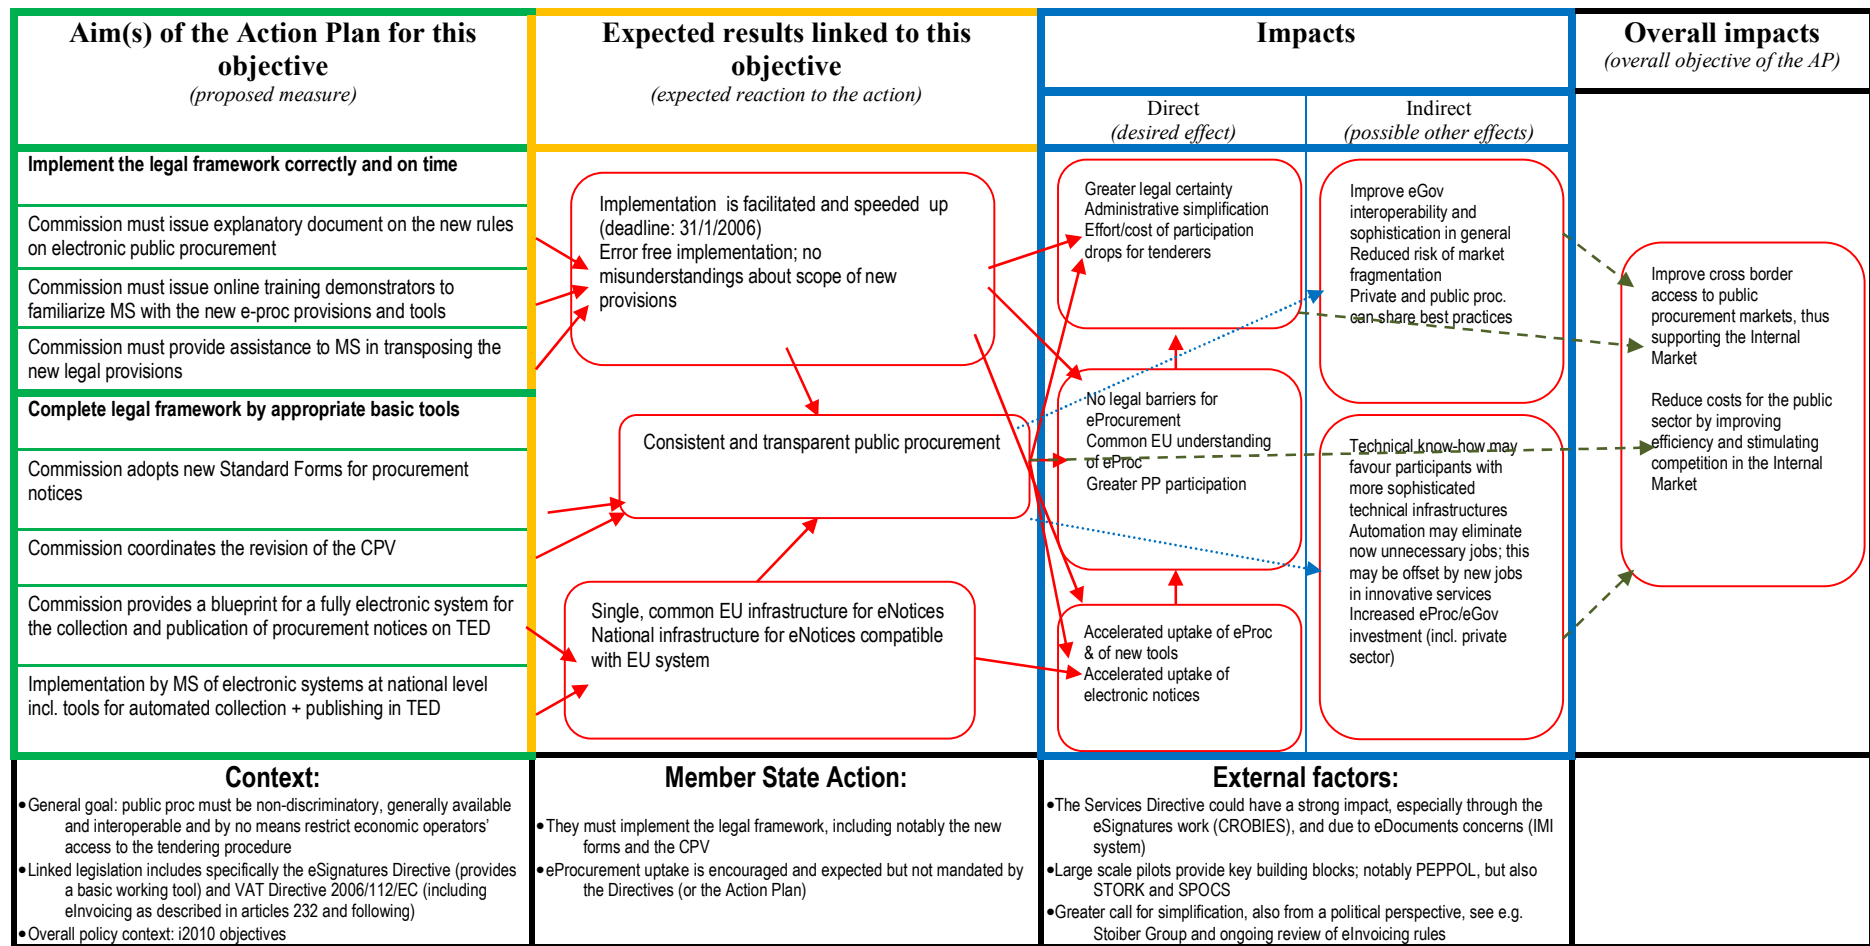 Aim(s) of the Action Plan for this
objective
(proposed measure)
Expected results linked to this
objective
(expected reaction to the action)
Impacts
Overall impacts
(overall objective of the AP)
Direct
(desired effect)
Indirect
(possible other effects)
Implement the legal framework correctly and on time
Commission must issue explanatory document on the new rules
on electronic public procurement
Commission must issue online training demonstrators to
familiarize MS with the new e-proc provisions and tools
Commission must provide assistance to MS in transposing the
new legal provisions
Complete legal framework by appropriate basic tools
Commission adopts new Standard Forms for procurement
notices
Commission coordinates the revision of the CPV
Commission provides a blueprint for a fully electronic system for
the collection and publication of procurement notices on TED
Implementation by MS of electronic systems at national level
incl. tools for automated collection + publishing in TED
Implementation is facilitated and speeded up
(deadline: 31/1/2006)
Error free implementation; no
misunderstandings about scope of new
provisions
Consistent and transparent public procurement
Single, common EU infrastructure for eNotices
National infrastructure for eNotices compatible
with EU system
Greater legal certainty
Administrative simplification
Effort/cost of participation
drops for tenderers
No legal barriers for
eProcurement
Common EU understanding
of eProc
Greater PP participation
Accelerated uptake of eProc
& of new tools
Accelerated uptake of
electronic notices
Improve eGov
interoperability and
sophistication in general
Reduced risk of market
fragmentation
Private and public proc.
can share best practices
Technical know-how may
favour participants with
more sophisticated
technical infrastructures
Automation may eliminate
now unnecessary jobs; this
may be offset by new jobs
in innovative services
Increased eProc/eGov
investment (incl. private
sector)
Improve cross border
access to public
procurement markets, thus
supporting the Internal
Market
Reduce costs for the public
sector by improving
efficiency and stimulating
competition in the Internal
Market
Context:
•General goal: public proc must be non-discriminatory, generally available
and interoperable and by no means restrict economic operators'
access to the tendering procedure
•Linked legislation includes specifically the eSignatures Directive (provides
a basic working tool) and VAT Directive 2006/112/EC (including
eInvoicing as described in articles 232 and following)
•Overall policy context: i2010 objectives
Member State Action:
•They must implement the legal framework, including notably the new
forms and the CPV
•eProcurement uptake is encouraged and expected but not mandated by
the Directives (or the Action Plan)
External factors:
•The Services Directive could have a strong impact, especially through the
eSignatures work (CROBIES), and due to eDocuments concerns (IMI
system)
•Large scale pilots provide key building blocks; notably PEPPOL, but also
STORK and SPOCS
•Greater call for simplification, also from a political perspective, see e.g.
Stoiber Group and ongoing review of eInvoicing rules